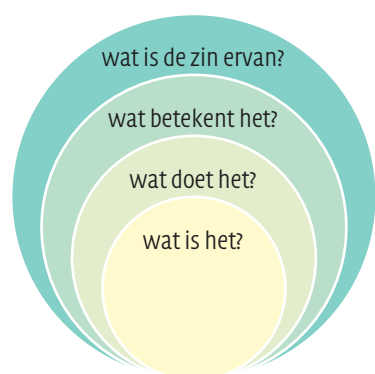 wat is de zin ervan?
wat betekent het?
wat doet het?
wat is het?